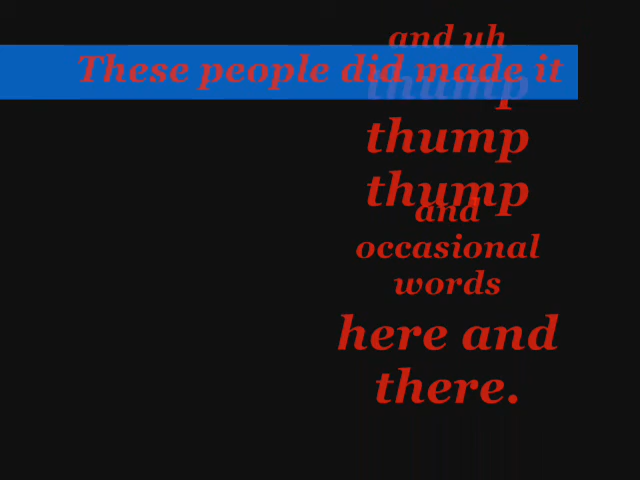 and uh
These people did made it
thump
thump
thump
and
occasional
words
here and
there.